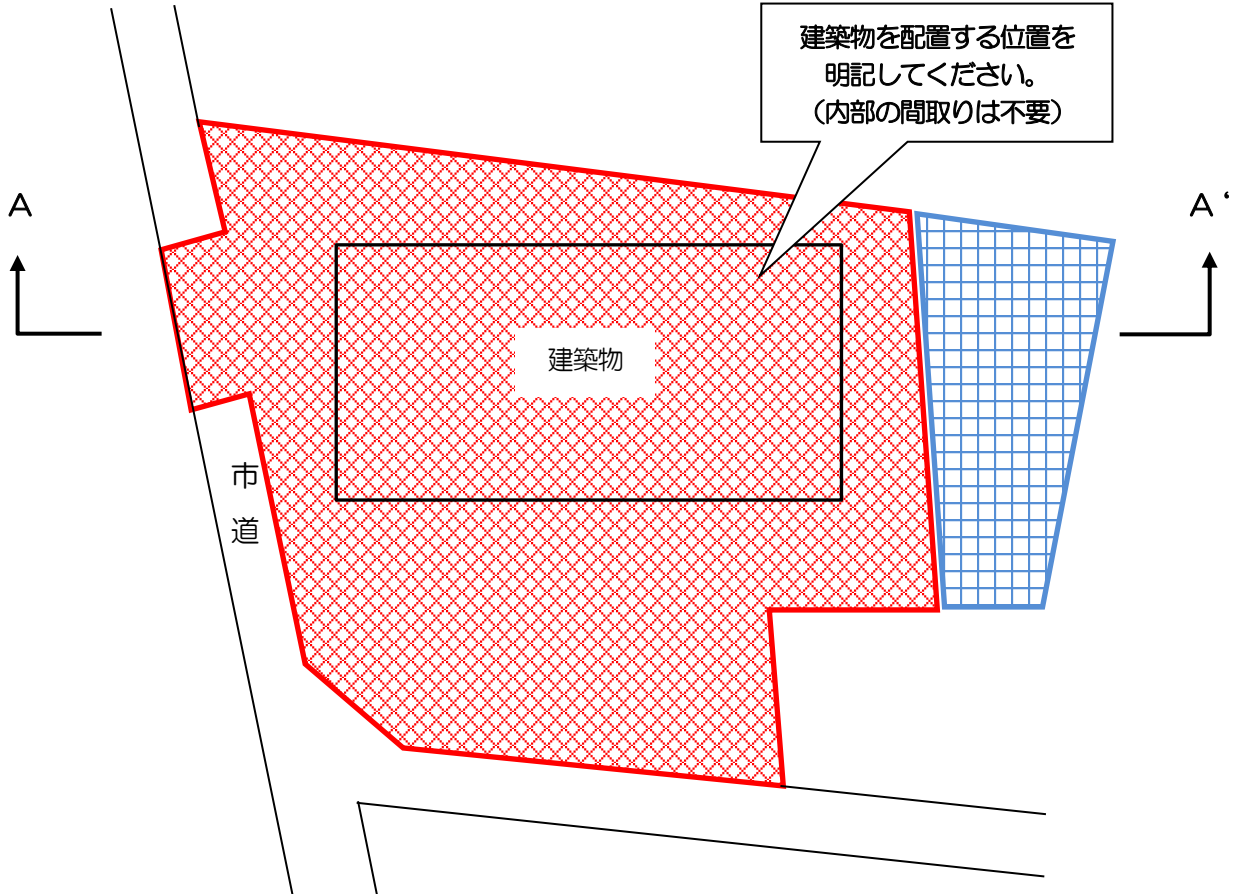 建築物を配置する位置を
明記してください。
（内部の間取りは不要）
A
A‘
建築物
市
道